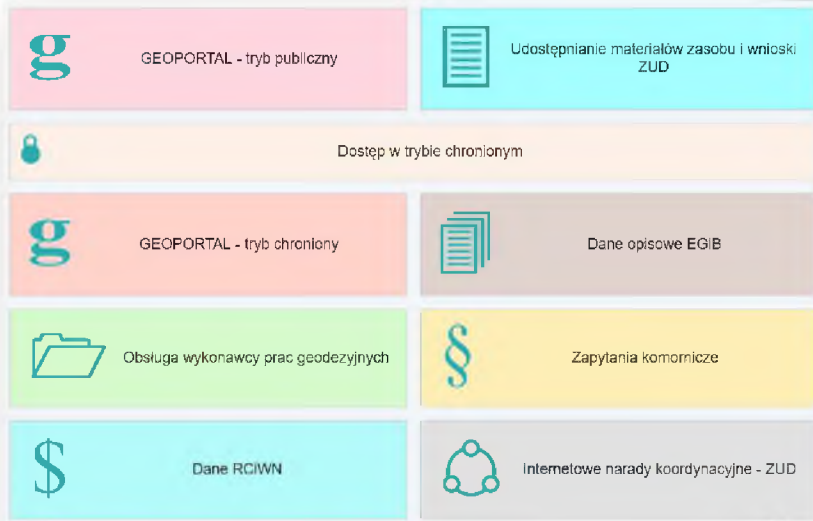 GEOPORTAL - tryb publiczny
Udostępnianie materiałów zasobu i wnioski
ZUD
Dostęp w trybie chronionym
GEOPORTAL - tryb chroniony
Dane opisowe EGIB
Obsługa wykonawcy prac geodezyjnych
Zapytania komornicze
Dane RCiWN
Internetowe narady koordynacyjne - ZUD